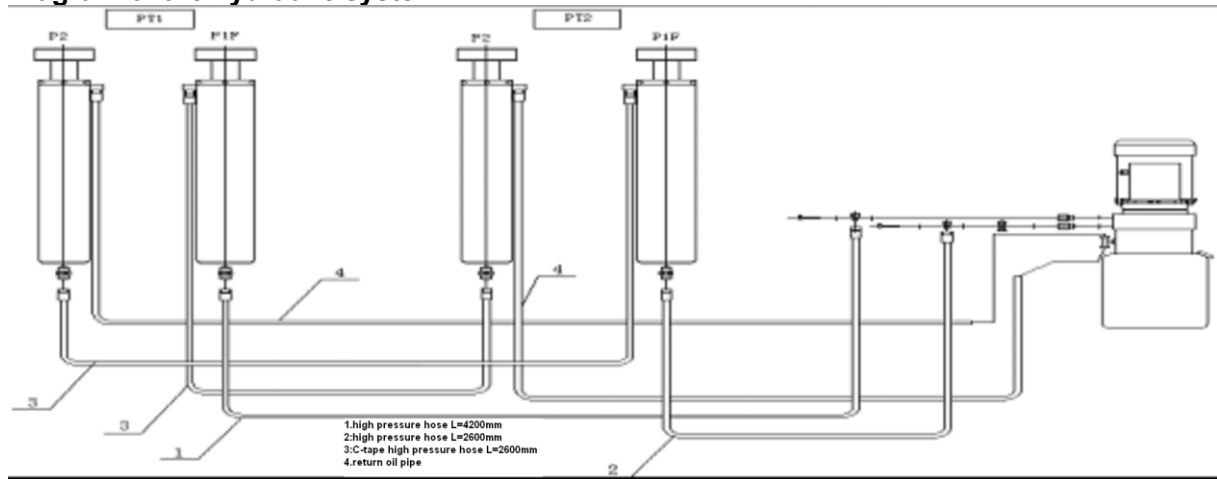 PT1
PT2
P2
P1F
P2
P1F
4
4
3
3
1
2
1.high pressure hose L=4200mm
2:high pressure hose L=2600mm
3:C-tape high pressure hose L=2600mm
4.return oil pipe